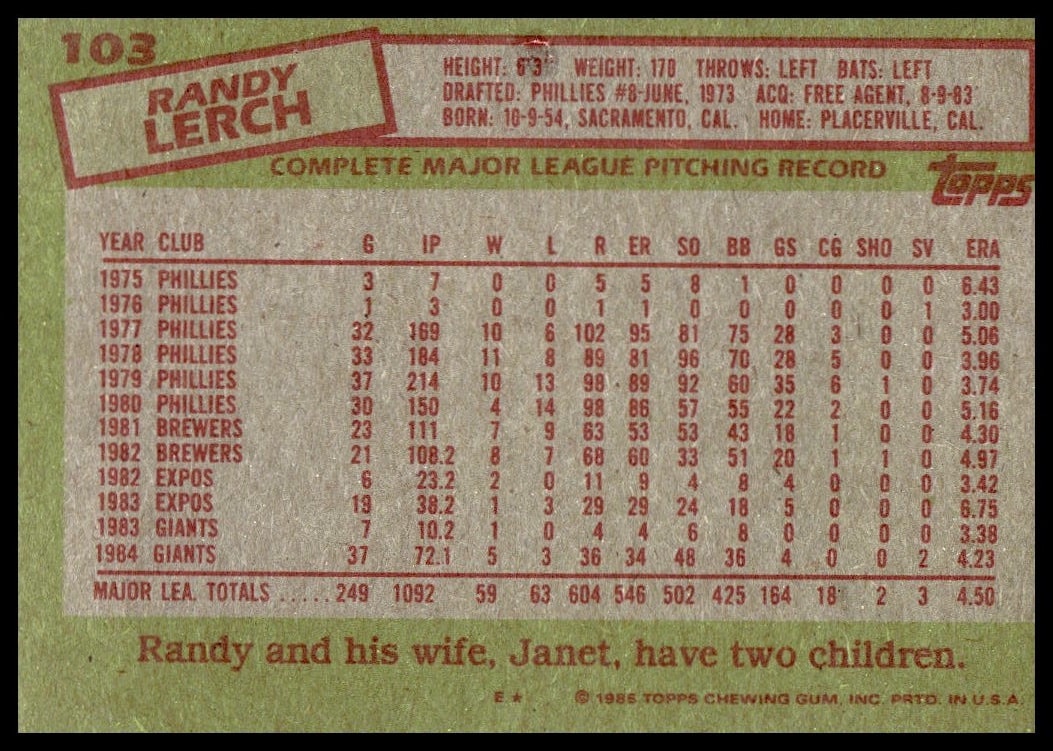 103
RANDY
LERCH
HEIGHT: 6'3" WEIGHT: 170 THROWS: LEFT BATS: LEFT
DRAFTED: PHILLIES #8-JUNE, 1973 ACQ: FREE AGENT, 8-9-83
BORN: 10-9-54, SACRAMENTO, CAL. HOME: PLACERVILLE, CAL.
COMPLETE MAJOR LEAGUE PITCHING RECORD
Topps
YEAR CLUB G IP W L R ER SO BB GS CG SHO SV ERA
1975 PHILLIES 3 7 0 0 5 5 8 1 0 0 0 0 6.43
1976 PHILLIES 1 3 0 0 1 1 0 0 0 0 0 1 3.00
1977 PHILLIES 32 169 10 6 102 95 81 75 28 3 0 0 5.06
1978 PHILLIES 33 184 11 8 89 81 96 70 28 5 0 0 3.96
1979 PHILLIES 37 214 10 13 98 89 92 60 35 6 1 0 3.74
1980 PHILLIES 30 150 4 14 98 86 57 55 22 2 0 0 5.16
1981 BREWERS 23 111 7 9 63 53 53 43 18 1 0 0 4.30
1982 BREWERS 21 108.2 8 7 68 60 33 51 20 1 1 0 4.97
1982 EXPOS 6 23.2 2 0 11 9 4 8 4 0 0 0 3.42
1983 EXPOS 19 38.2 1 3 29 29 24 18 5 0 0 0 6.75
1983 GIANTS 7 10.2 1 0 4 4 6 8 0 0 0 0 3.38
1984 GIANTS 37 72.1 5 3 36 34 48 36 4 0 0 2 4.23
MAJOR LEA. TOTALS .....249 1092 59 63 604 546 502 425 164 18 2 3 4.50
Randy and his wife, Janet, have two children.
E★ © 1985 TOPPS CHEWING GUM, INC. PRTD. IN U.S.A.